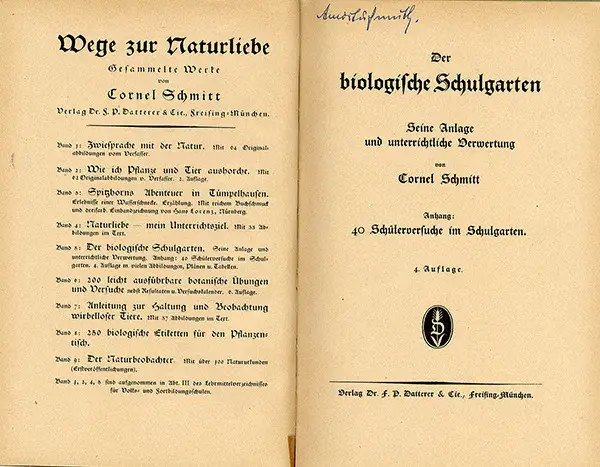 Wege zur Naturliebe
Gesammelte Werke
von
Cornel Schmitt
Verlag Dr. F. P. Datterer & Cie., Freising-München.
Band 1: Zwiesprache mit der Natur. Mit 64 Original-
abbildungen vom Verfasser.
Band 2: Wie ich Pflanze und Tier aushorche. Mit
62 Originalabbildungen v. Verfasser. 2. Auflage.
Band 3: Spitzhorns Abenteuer in Tümpelhausen.
Erlebnisse einer Wasserschnecke. Erzählung. Mit reichem Buchschmuck
und vierfarb. Einbandzeichnung von Hans Lorenz, Nürnberg.
Band 4: Naturliebe – mein Unterrichtsziel. Mit 33 Ab-
bildungen im Text.
Band 5: Der biologische Schulgarten. Seine Anlage und
unterrichtliche Verwertung. Anhang: 40 Schülerversuche im Schul-
garten. 4. Auflage m. vielen Abbildungen, Plänen u. Tabellen.
Band 6: 200 leicht ausführbare botanische Übungen
und Versuche nebst Resultaten u. Versuchskalender. 6. Auflage.
Band 7: Anleitung zur Haltung und Beobachtung
wirbelloser Tiere. Mit 37 Abbildungen im Text.
Band 8: 250 biologische Etiketten für den Pflanzen-
tisch.
Band 9: Der Naturbeobachter. Mit über 300 Natururkunden
(Erstveröffentlichungen).
Band 3, 4, 6 sind aufgenommen in Abt. III des Lehrmittelverzeichnisses
für Volks- und Fortbildungsschulen.
Der
biologische Schulgarten
Seine Anlage
und unterrichtliche Verwertung
von
Cornel Schmitt
Anhang:
40 Schülerversuche im Schulgarten.
4. Auflage.
D
Verlag Dr. F. P. Datterer & Cie., Freising-München.